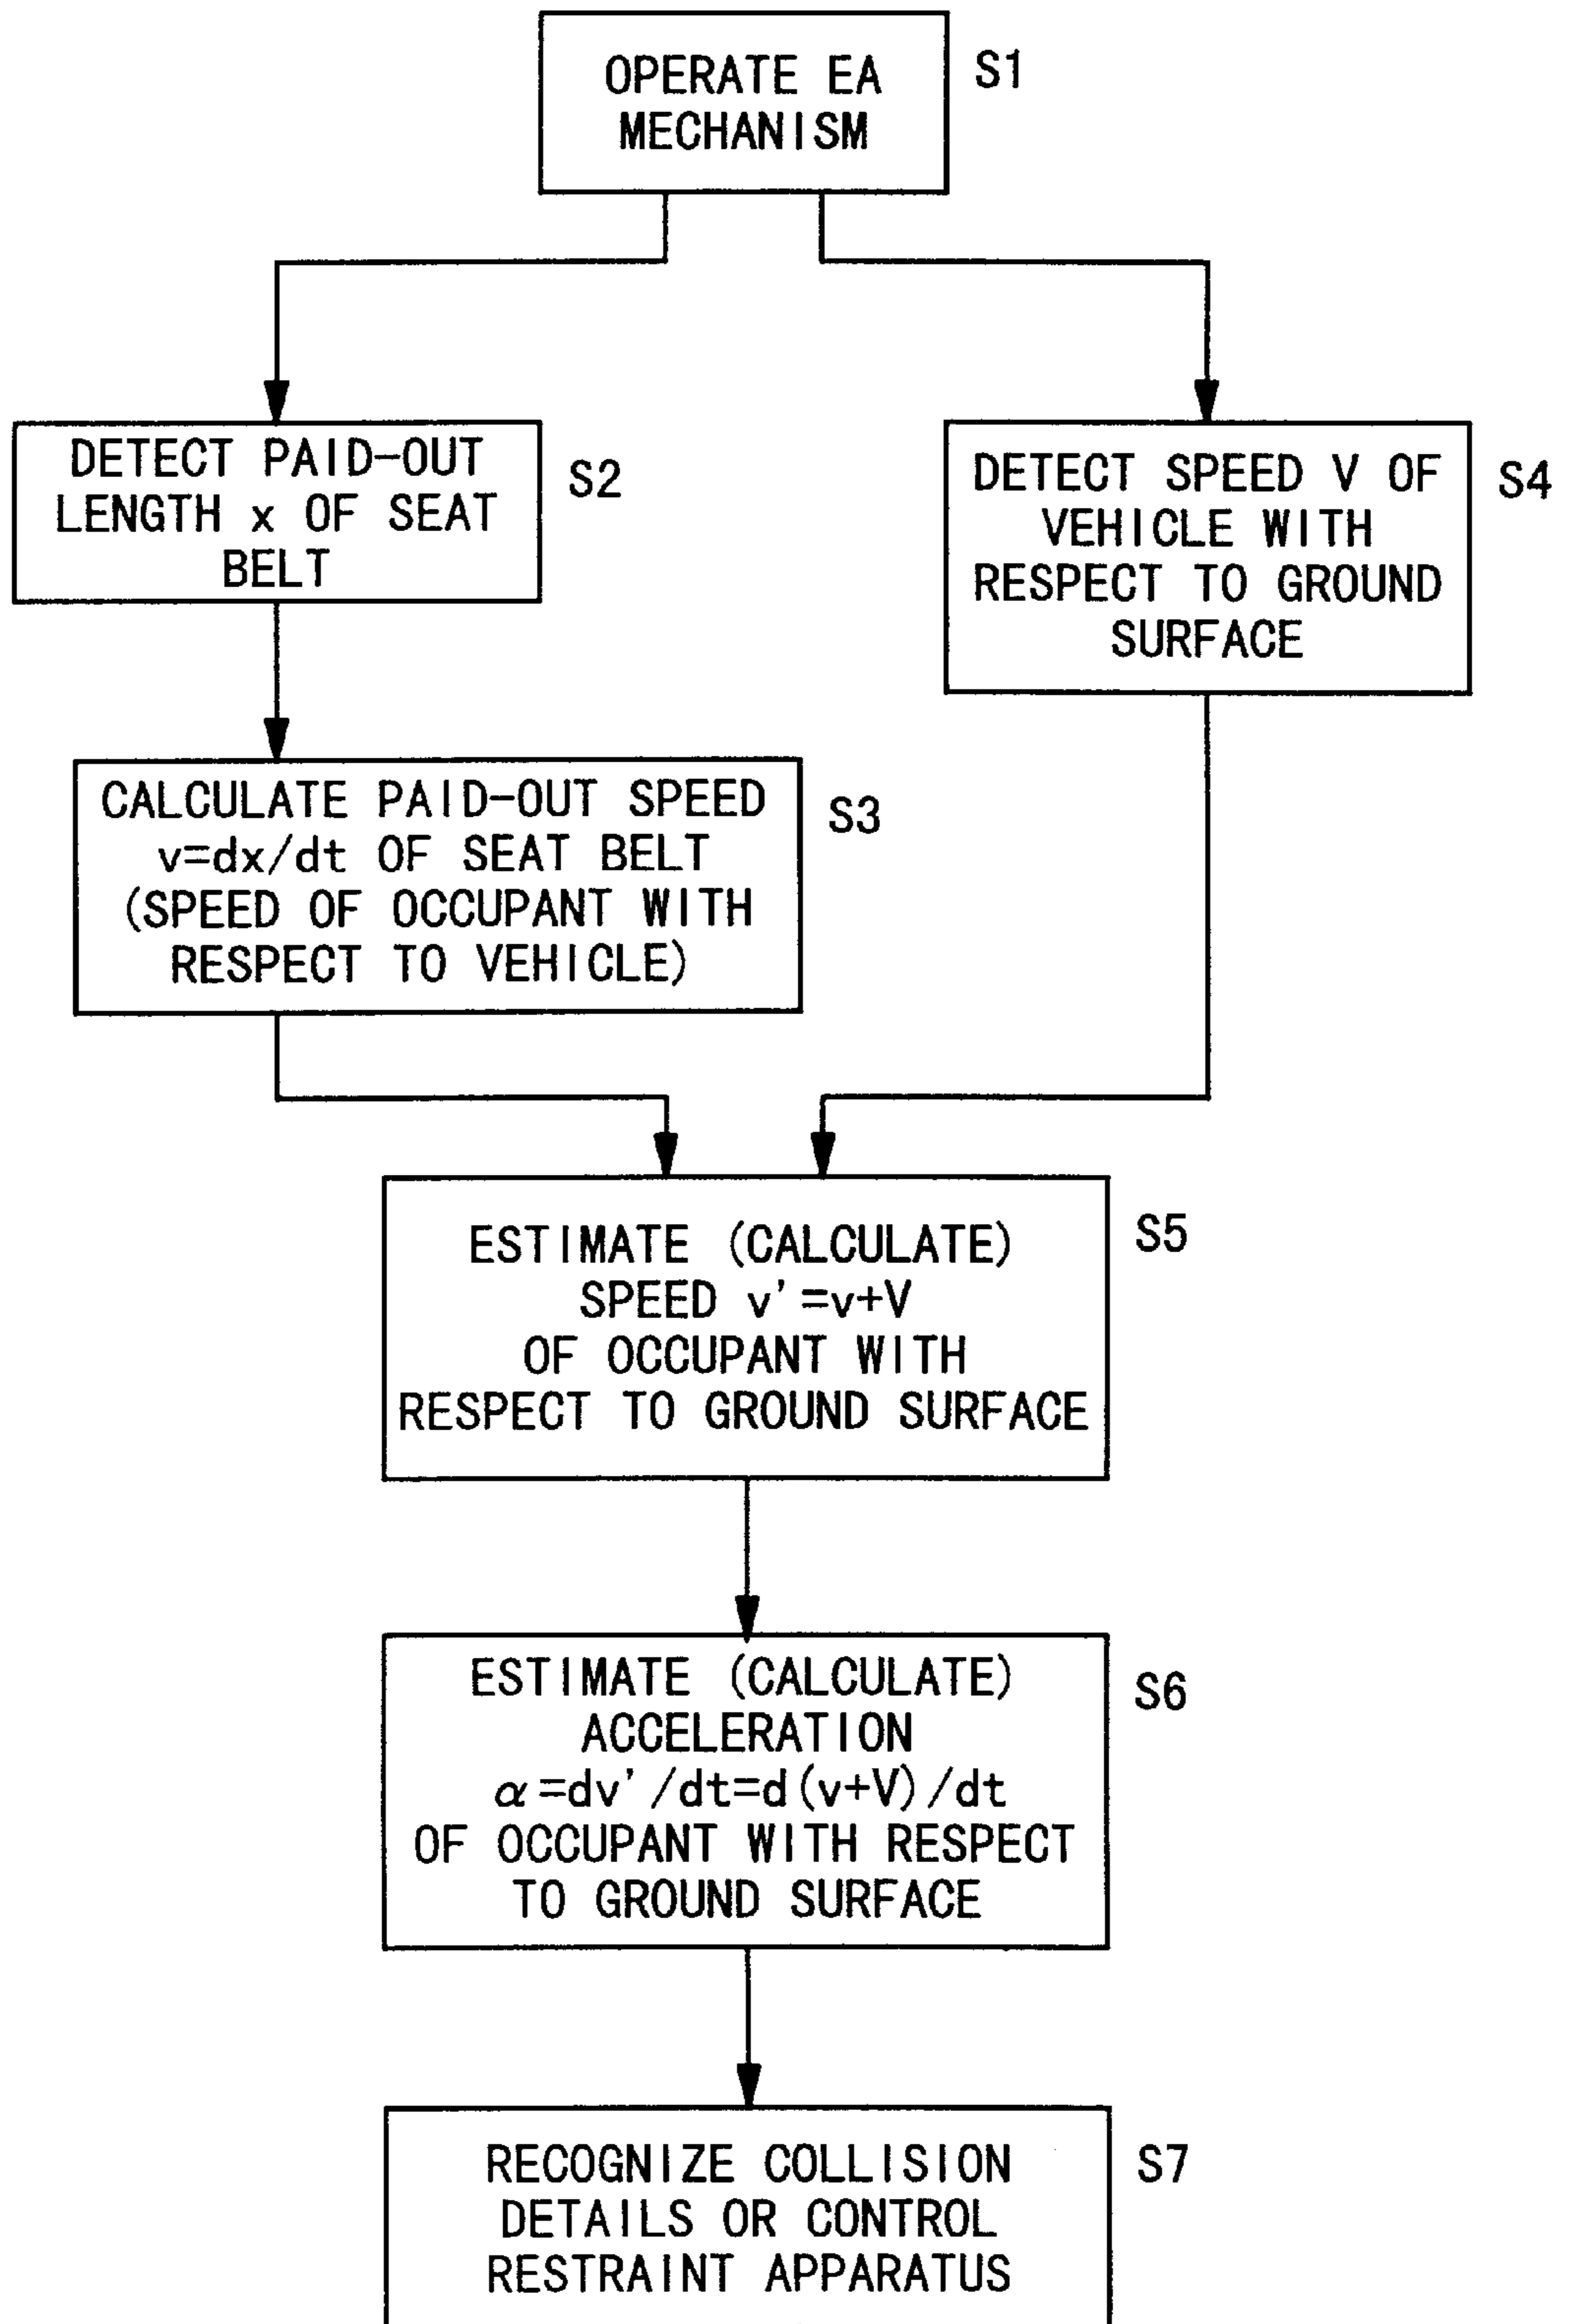 OPERATE EA
MECHANISM
S1
DETECT PAID-OUT
LENGTH x OF SEAT
BELT
S2
DETECT SPEED V OF
VEHICLE WITH
RESPECT TO GROUND
SURFACE
S4
CALCULATE PAID-OUT SPEED
v=dx/dt OF SEAT BELT
(SPEED OF OCCUPANT WITH
RESPECT TO VEHICLE)
S3
ESTIMATE (CALCULATE)
SPEED v'=v+V
OF OCCUPANT WITH
RESPECT TO GROUND SURFACE
S5
ESTIMATE (CALCULATE)
ACCELERATION
α=dv'/dt=d(v+V)/dt
OF OCCUPANT WITH RESPECT
TO GROUND SURFACE
S6
RECOGNIZE COLLISION
DETAILS OR CONTROL
RESTRAINT APPARATUS
S7